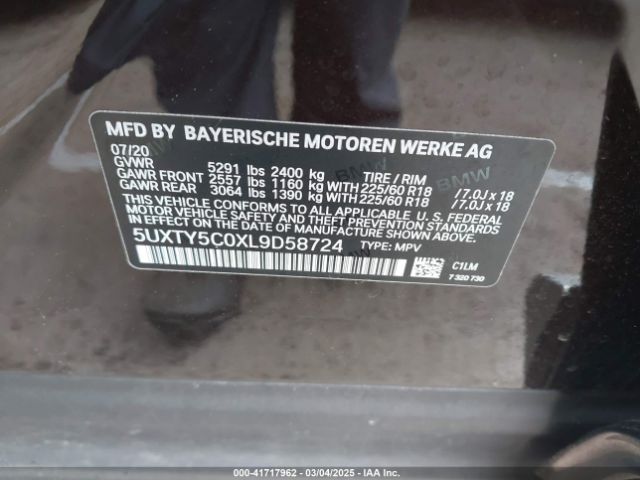 MFD BY BAYERISCHE MOTOREN WERKE AG
07/20
GVWR 5291 lbs 2400 kg TIRE / RIM
GAWR FRONT 2557 lbs 1160 kg WITH 225/60 R18 /7.0J x 18
GAWR REAR 3064 lbs 1390 kg WITH 225/60 R18 /7.0J x 18
THIS VEHICLE CONFORMS TO ALL APPLICABLE U.S. FEDERAL
MOTOR VEHICLE SAFETY, BUMPER, AND THEFT PREVENTION
STANDARDS IN EFFECT ON THE DATE OF MANUFACTURE SHOWN ABOVE.
5UXTY5C0XL9D58724 TYPE: MPV
C1LM
7 320 730
BMW
BMW
000-41717962 — 03/04/2025 — IAA Inc.